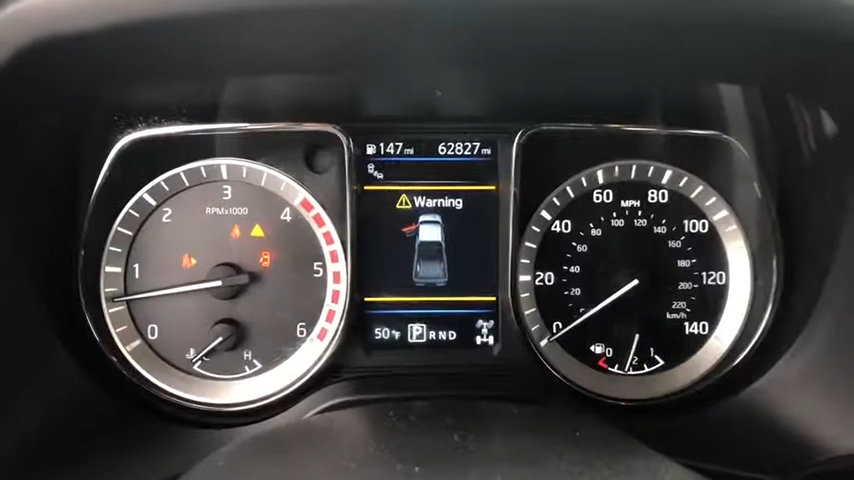 147mi 62827mi
Warning
50°F P R N D
RPMx1000
0 1 2 3 4 5 6
C H
MPH
0 20 40 60 80 100 120 140
20 40 60 80 100 120 140 160 180 200 220
km/h
0 1/2 1